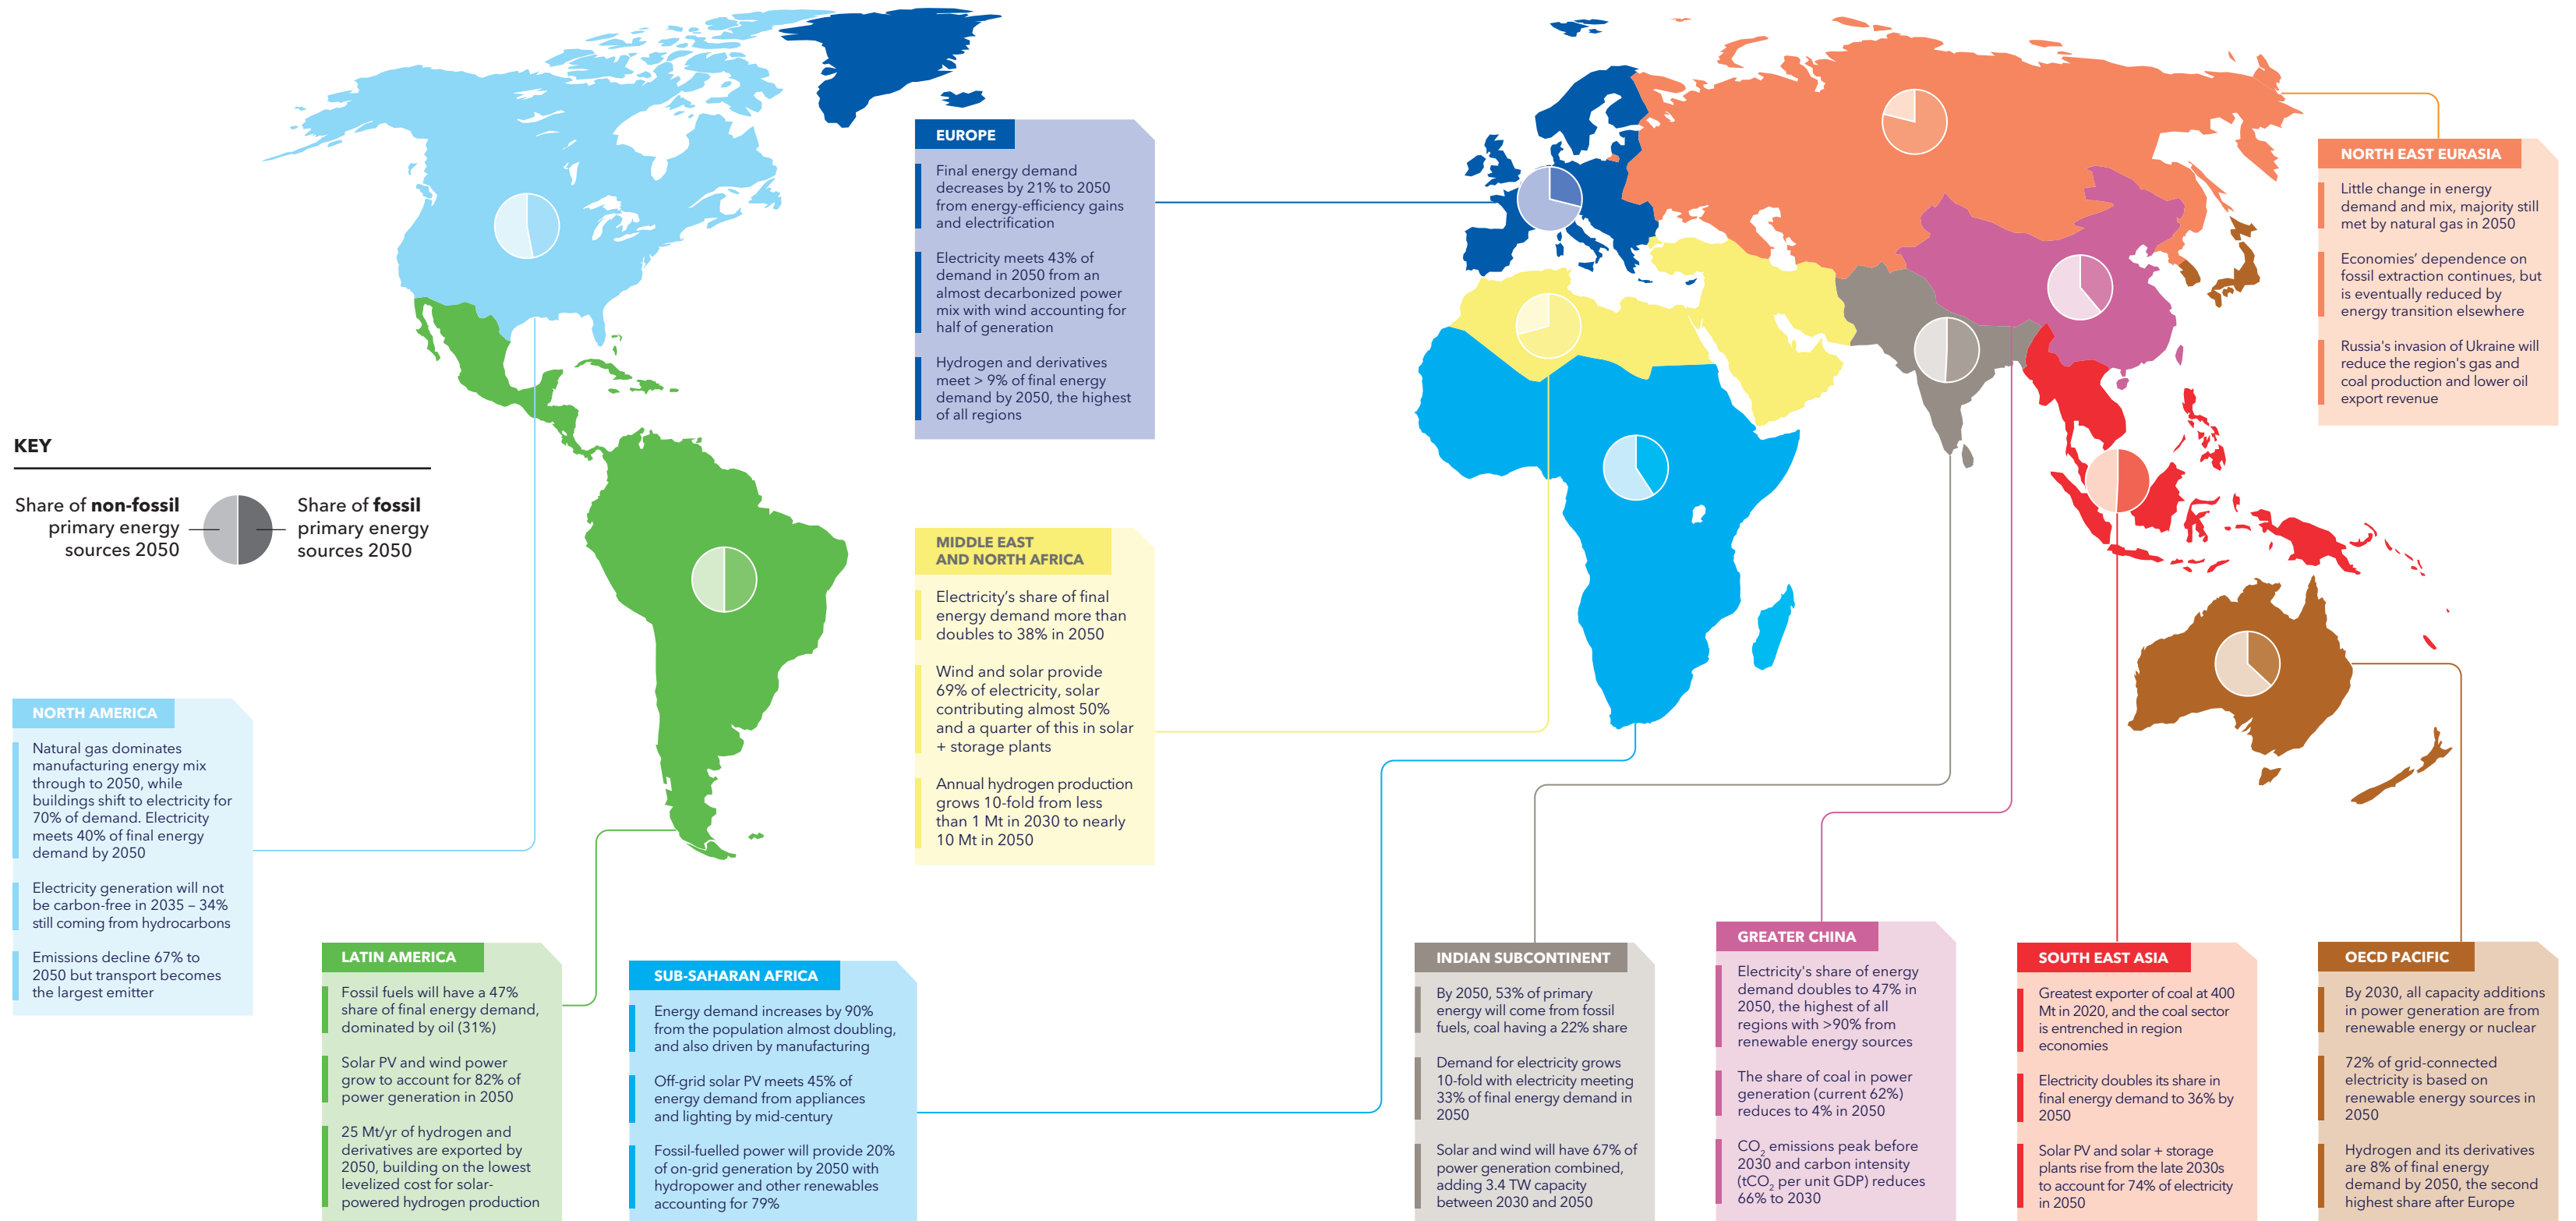 EUROPE
Final energy demand
decreases by 21% to 2050
from energy-efficiency gains
and electrification
Electricity meets 43% of
demand in 2050 from an
almost decarbonized power
mix with wind accounting for
half of generation
Hydrogen and derivatives
meet > 9% of final energy
demand by 2050, the highest
of all regions
NORTH EAST EURASIA
Little change in energy
demand and mix, majority still
met by natural gas in 2050
Economies’ dependence on
fossil extraction continues, but
is eventually reduced by
energy transition elsewhere
Russia's invasion of Ukraine will
reduce the region's gas and
coal production and lower oil
export revenue
KEY
Share of non-fossil
primary energy
sources 2050
Share of fossil
primary energy
sources 2050
MIDDLE EAST
AND NORTH AFRICA
Electricity’s share of final
energy demand more than
doubles to 38% in 2050
Wind and solar provide
69% of electricity, solar
contributing almost 50%
and a quarter of this in solar
+ storage plants
Annual hydrogen production
grows 10-fold from less
than 1 Mt in 2030 to nearly
10 Mt in 2050
NORTH AMERICA
Natural gas dominates
manufacturing energy mix
through to 2050, while
buildings shift to electricity for
70% of demand. Electricity
meets 40% of final energy
demand by 2050
Electricity generation will not
be carbon-free in 2035 – 34%
still coming from hydrocarbons
Emissions decline 67% to
2050 but transport becomes
the largest emitter
LATIN AMERICA
Fossil fuels will have a 47%
share of final energy demand,
dominated by oil (31%)
Solar PV and wind power
grow to account for 82% of
power generation in 2050
25 Mt/yr of hydrogen and
derivatives are exported by
2050, building on the lowest
levelized cost for solar-
powered hydrogen production
SUB-SAHARAN AFRICA
Energy demand increases by 90%
from the population almost doubling,
and also driven by manufacturing
Off-grid solar PV meets 45% of
energy demand from appliances
and lighting by mid-century
Fossil-fuelled power will provide 20%
of on-grid generation by 2050 with
hydropower and other renewables
accounting for 79%
INDIAN SUBCONTINENT
By 2050, 53% of primary
energy will come from fossil
fuels, coal having a 22% share
Demand for electricity grows
10-fold with electricity meeting
33% of final energy demand in
2050
Solar and wind will have 67% of
power generation combined,
adding 3.4 TW capacity
between 2030 and 2050
GREATER CHINA
Electricity's share of energy
demand doubles to 47% in
2050, the highest of all
regions with >90% from
renewable energy sources
The share of coal in power
generation (current 62%)
reduces to 4% in 2050
CO₂ emissions peak before
2030 and carbon intensity
(tCO₂ per unit GDP) reduces
66% to 2030
SOUTH EAST ASIA
Greatest exporter of coal at 400
Mt in 2020, and the coal sector
is entrenched in region
economies
Electricity doubles its share in
final energy demand to 36% by
2050
Solar PV and solar + storage
plants rise from the late 2030s
to account for 74% of electricity
in 2050
OECD PACIFIC
By 2030, all capacity additions
in power generation are from
renewable energy or nuclear
72% of grid-connected
electricity is based on
renewable energy sources in
2050
Hydrogen and its derivatives
are 8% of final energy
demand by 2050, the second
highest share after Europe